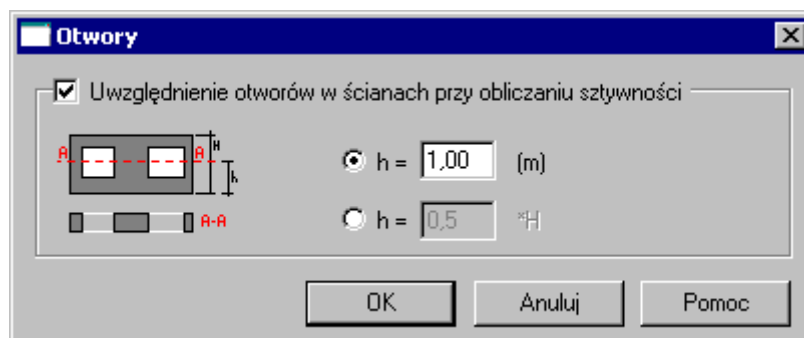 Otwory
Uwzględnienie otworów w ścianach przy obliczaniu sztywności
A A H
h
A-A
h = 1,00 (m)
h = 0,5 *H
OK Anuluj Pomoc